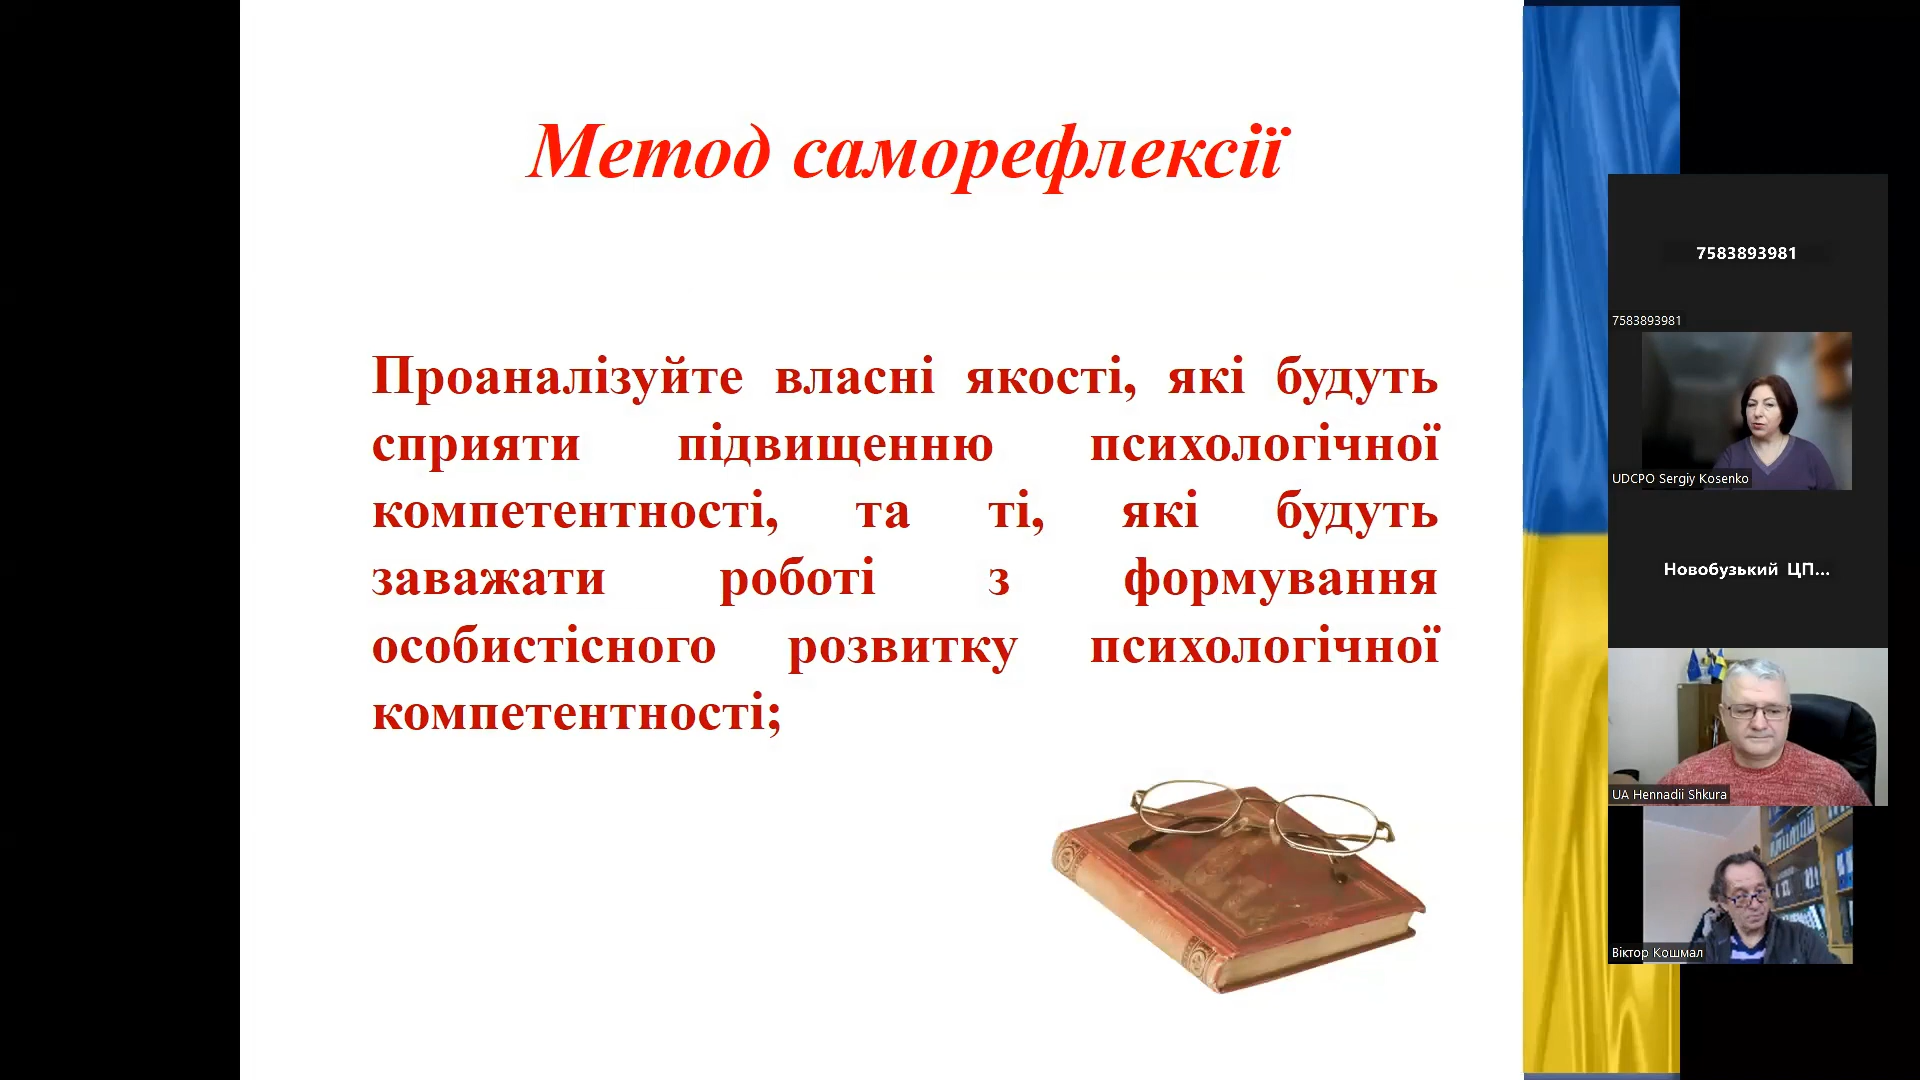 Метод саморефлексії
Проаналізуйте власні якості, які будуть
сприяти підвищенню психологічної
компетентності, та ті, які будуть
заважати роботі з формування
особистісного розвитку психологічної
компетентності;
7583893981
7583893981
UDCPO Sergiy Kosenko
Новобузький ЦП...
UA Hennadii Shkura
Віктор Кошмал